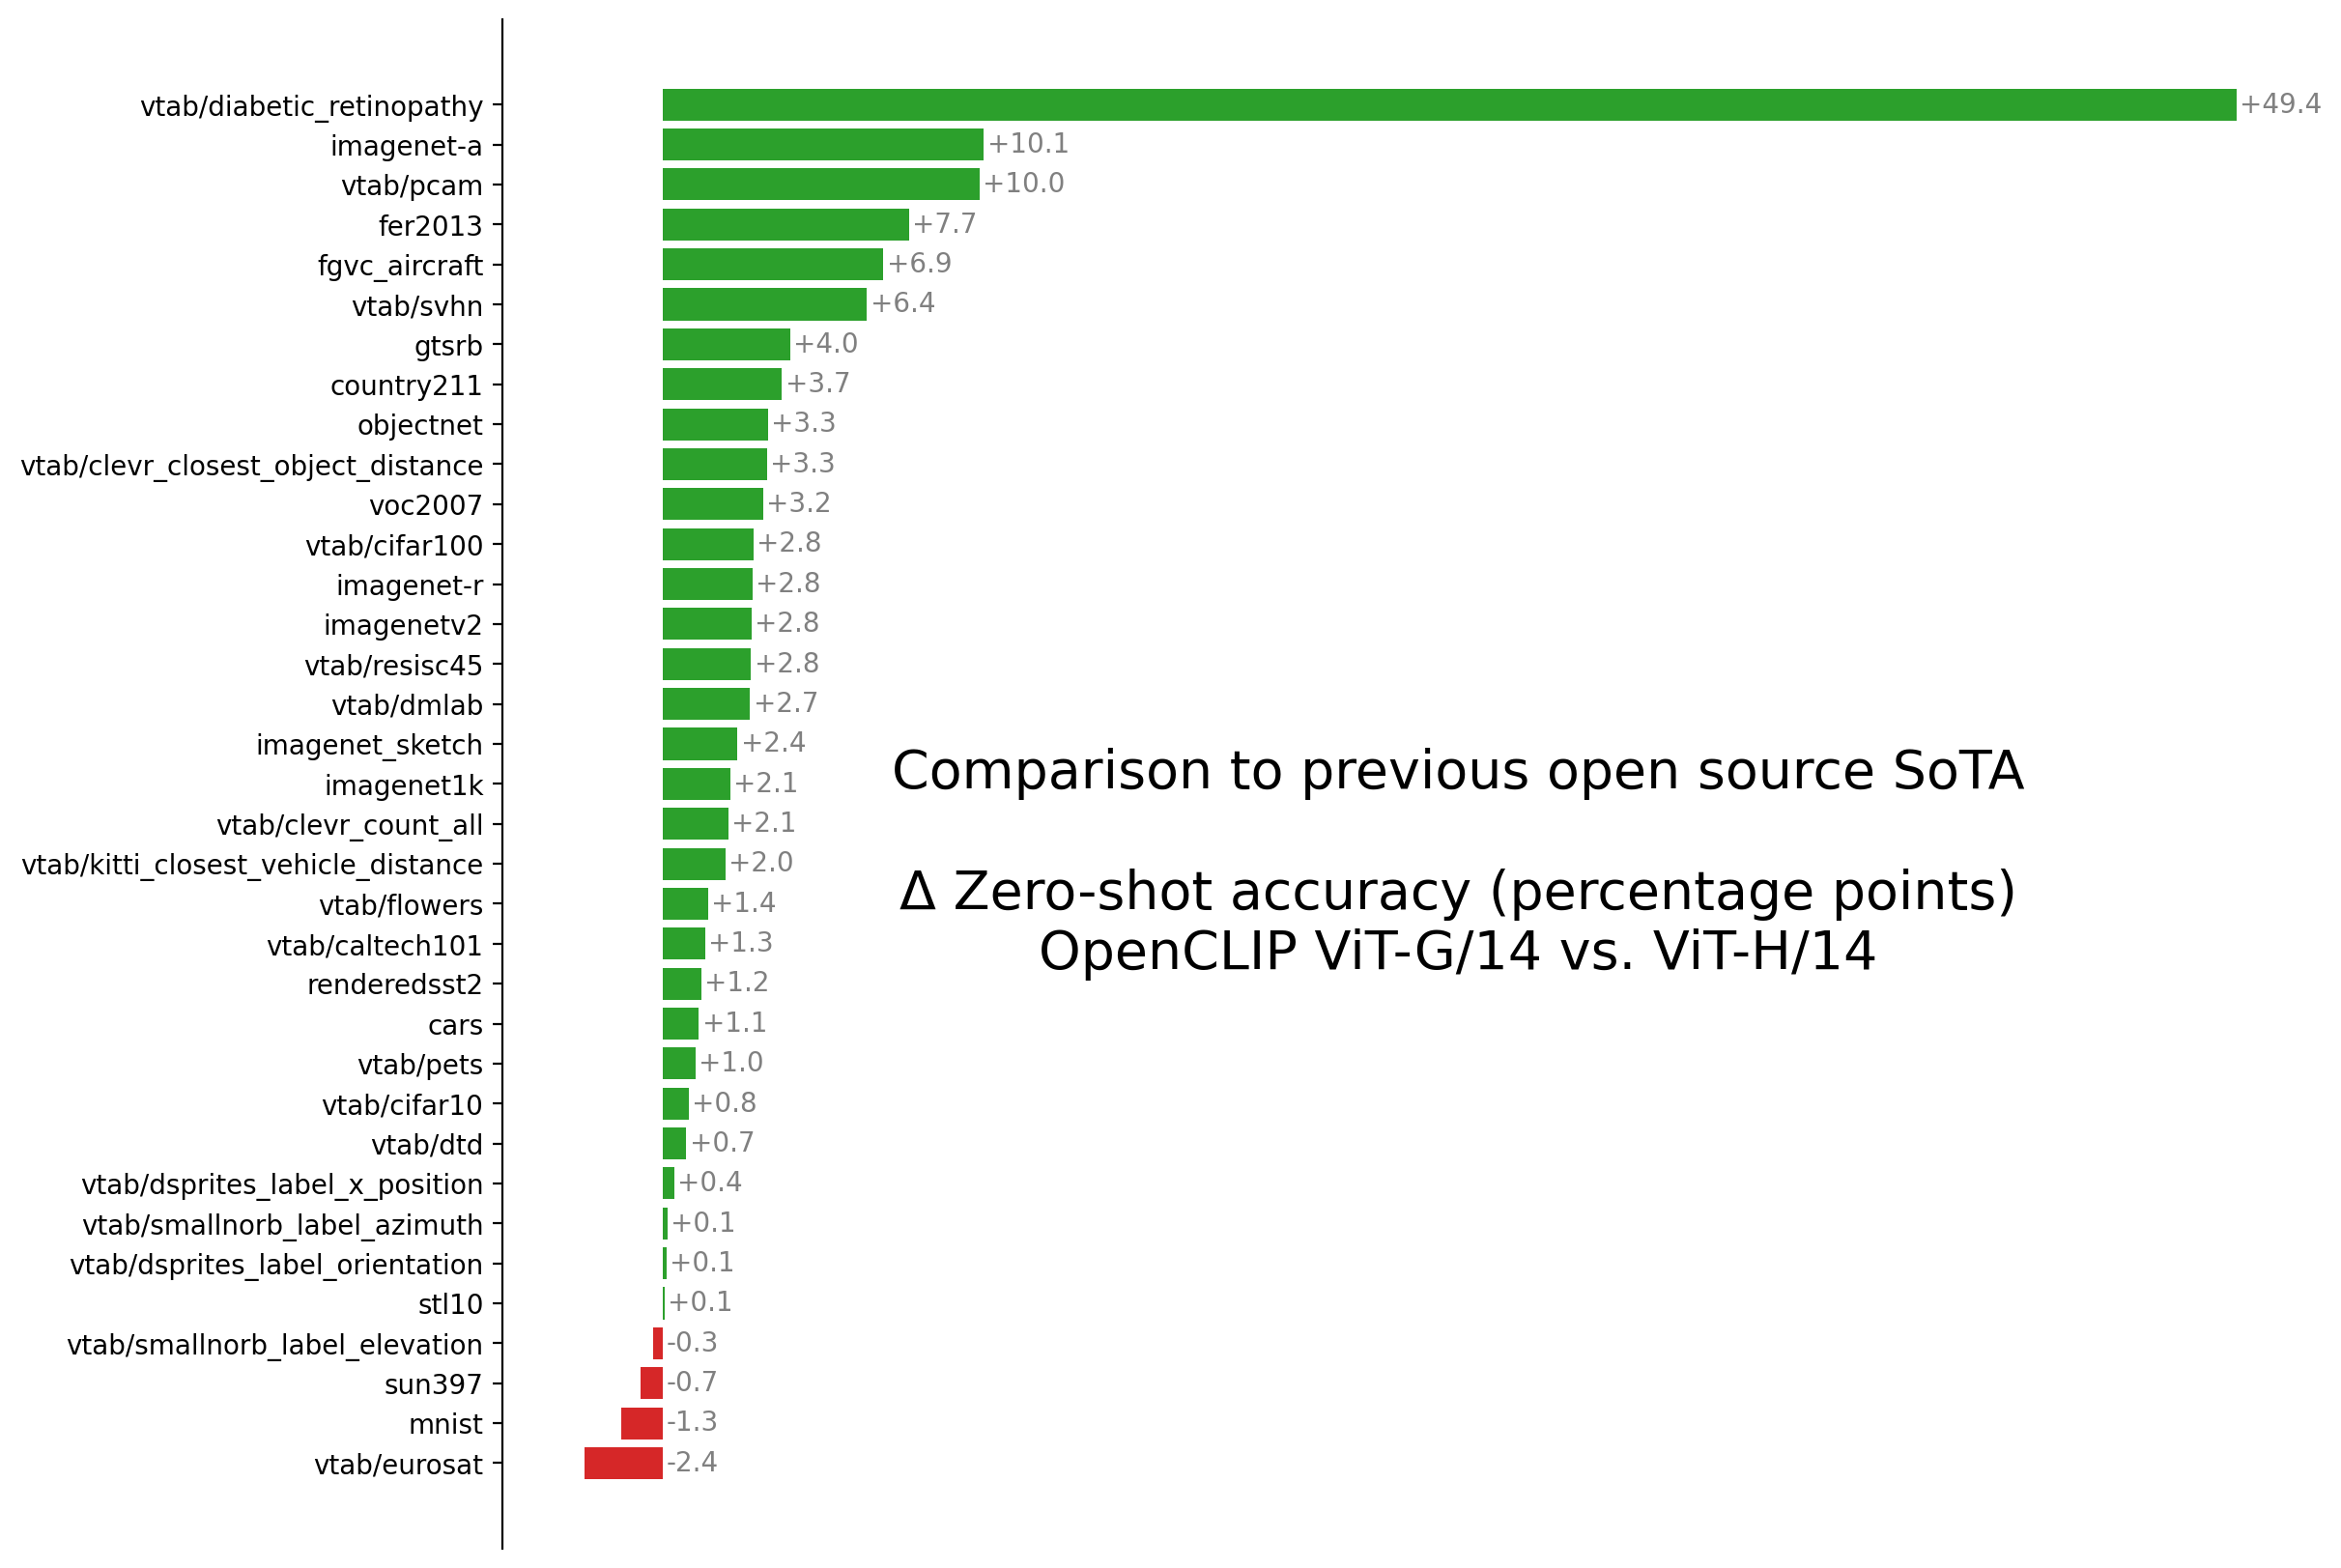 vtab/diabetic_retinopathy +49.4
imagenet-a +10.1
vtab/pcam +10.0
fer2013 +7.7
fgvc_aircraft +6.9
vtab/svhn +6.4
gtsrb +4.0
country211 +3.7
objectnet +3.3
vtab/clevr_closest_object_distance +3.3
voc2007 +3.2
vtab/cifar100 +2.8
imagenet-r +2.8
imagenetv2 +2.8
vtab/resisc45 +2.8
vtab/dmlab +2.7
imagenet_sketch +2.4
imagenet1k +2.1
vtab/clevr_count_all +2.1
vtab/kitti_closest_vehicle_distance +2.0
vtab/flowers +1.4
vtab/caltech101 +1.3
renderedsst2 +1.2
cars +1.1
vtab/pets +1.0
vtab/cifar10 +0.8
vtab/dtd +0.7
vtab/dsprites_label_x_position +0.4
vtab/smallnorb_label_azimuth +0.1
vtab/dsprites_label_orientation +0.1
stl10 +0.1
vtab/smallnorb_label_elevation -0.3
sun397 -0.7
mnist -1.3
vtab/eurosat -2.4
Comparison to previous open source SoTA
Δ Zero-shot accuracy (percentage points)
OpenCLIP ViT-G/14 vs. ViT-H/14